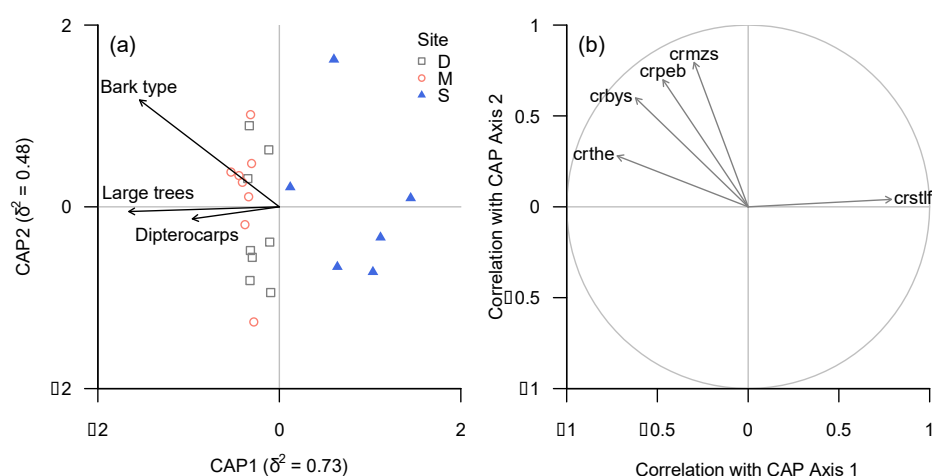 2
(a)
Site
D
M
S
Bark type
Large trees
Dipterocarps
0
▯2
CAP2 (δ² = 0.48)
▯2
0
2
CAP1 (δ² = 0.73)
1
(b)
crmzs
crpeb
crbys
crthe
crstlf
0.5
0
▯0.5
▯1
Correlation with CAP Axis 2
▯1
▯0.5
0
0.5
1
Correlation with CAP Axis 1